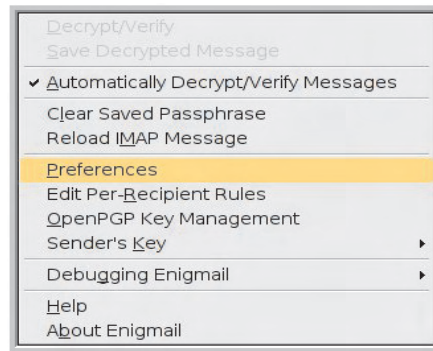 Decrypt/Verify
Save Decrypted Message
Automatically Decrypt/Verify Messages
Clear Saved Passphrase
Reload IMAP Message
Preferences
Edit Per-Recipient Rules
OpenPGP Key Management
Sender's Key
Debugging Enigmail
Help
About Enigmail